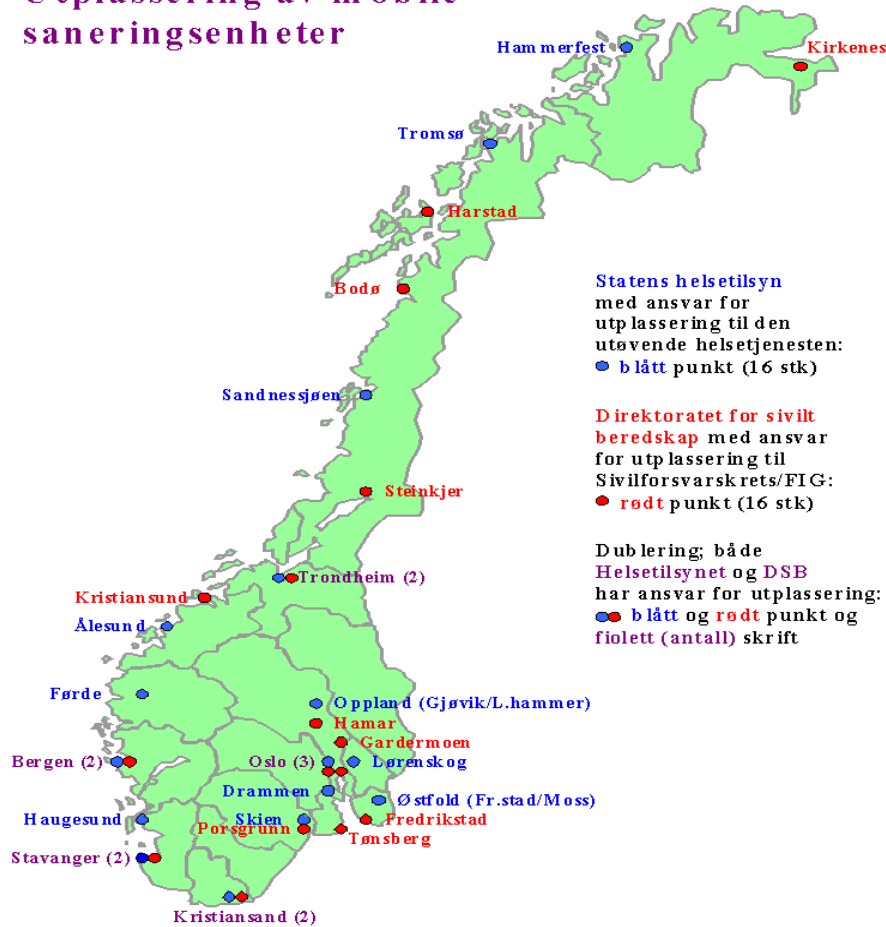 Utplassering av mobile
saneringsenheter
Hammerfest
Kirkenes
Tromsø
Harstad
Bodø
Statens helsetilsyn
med ansvar for
utplassering til den
utøvende helsetjenesten:
blått punkt (16 stk)
Sandnessjøen
Direktoratet for sivilt
beredskap med ansvar
for utplassering til
Sivilforsvarskrets/FIG:
rødt punkt (16 stk)
Steinkjer
Dublering; både
Helsetilsynet og DSB
har ansvar for utplassering:
blått og rødt punkt og
fiolett (antall) skrift
Trondheim (2)
Kristiansund
Ålesund
Førde
Oppland (Gjøvik/L.hammer)
Hamar
Gardermoen
Bergen (2)
Oslo (3)
Lørenskog
Drammen
Østfold (Fr.stad/Moss)
Haugesund
Skien
Fredrikstad
Porsgrunn
Tønsberg
Stavanger (2)
Kristiansand (2)